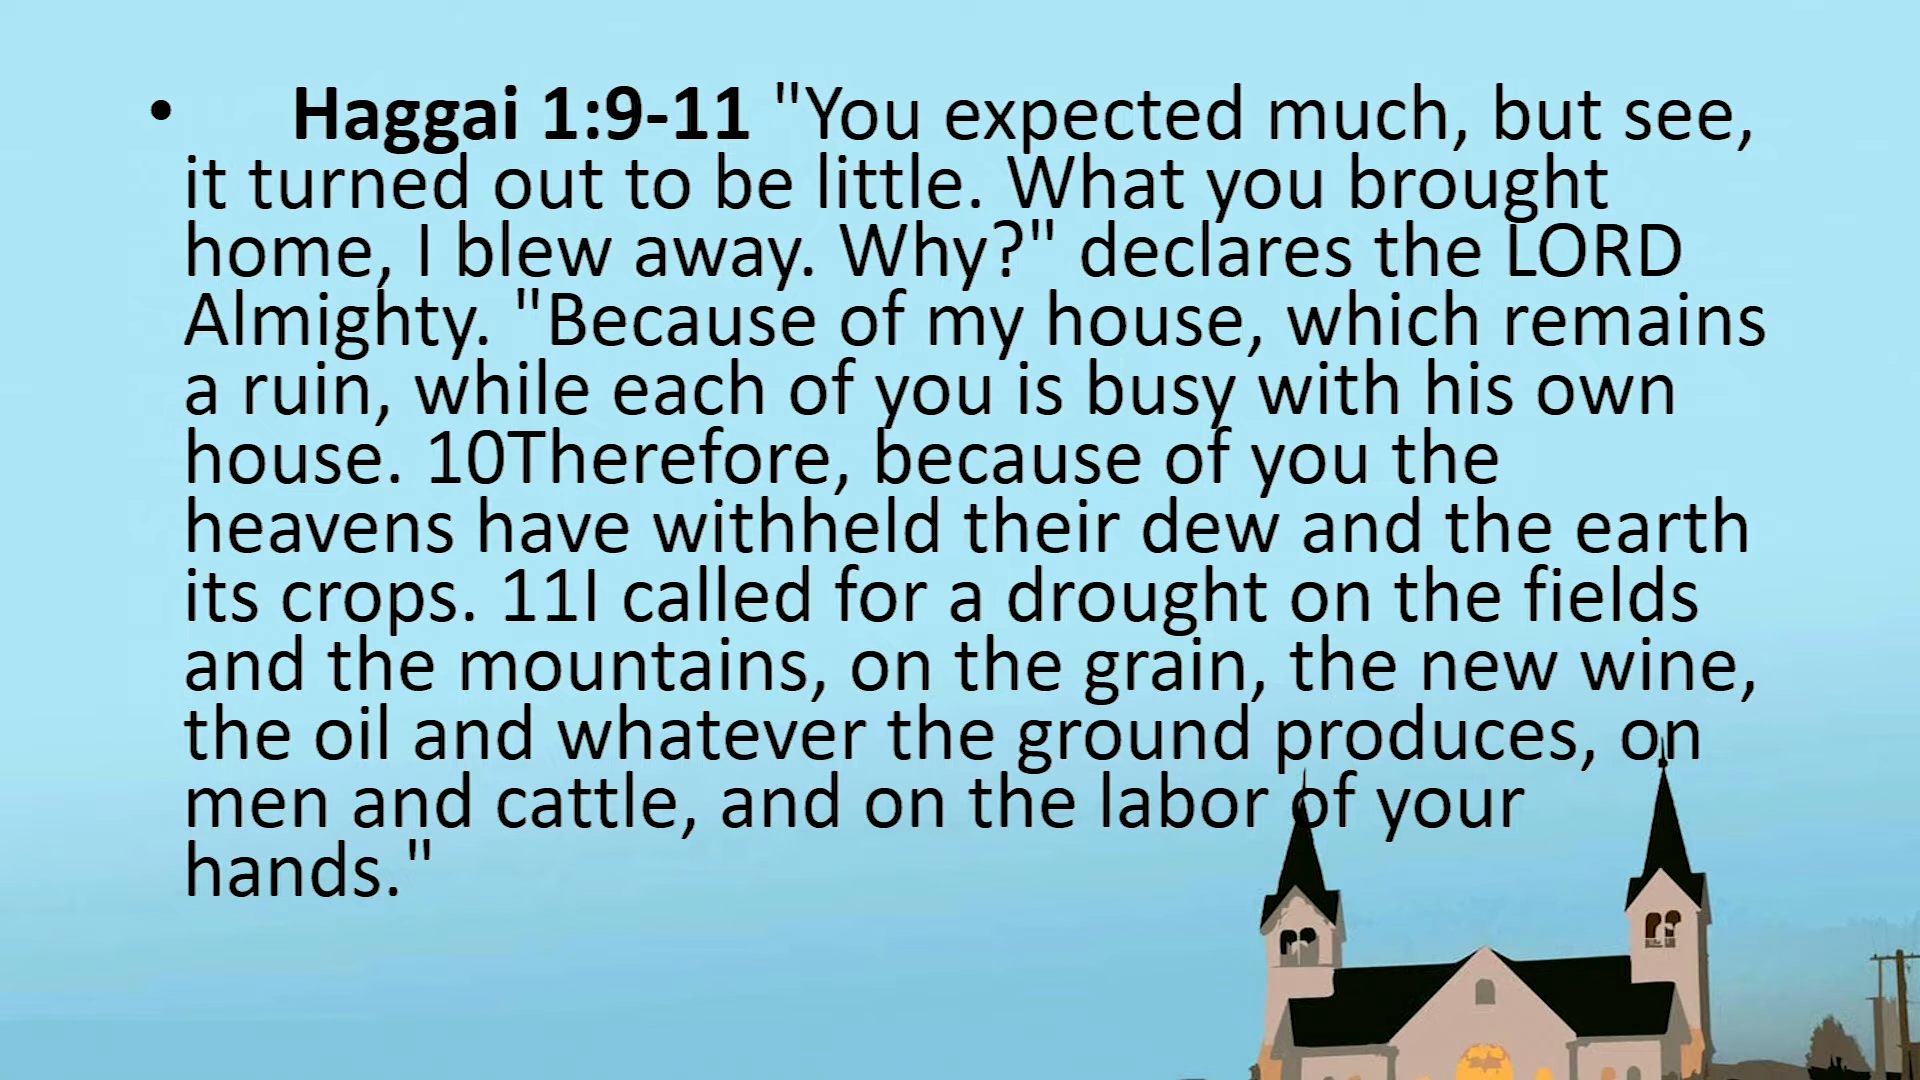 • Haggai 1:9-11 "You expected much, but see,
it turned out to be little. What you brought
home, I blew away. Why?" declares the LORD
Almighty. "Because of my house, which remains
a ruin, while each of you is busy with his own
house. 10Therefore, because of you the
heavens have withheld their dew and the earth
its crops. 11I called for a drought on the fields
and the mountains, on the grain, the new wine,
the oil and whatever the ground produces, on
men and cattle, and on the labor of your
hands."